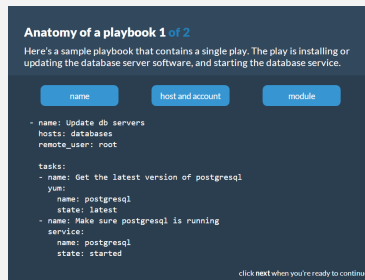 Anatomy of a playbook 1 of 2
Here's a sample playbook that contains a single play. The play is installing or
updating the database server software, and starting the database service.
name
host and account
module
- name: Update db servers
  hosts: databases
  remote_user: root

  tasks:
  - name: Get the latest version of postgresql
    yum:
      name: postgresql
      state: latest
  - name: Make sure postgresql is running
    service:
      name: postgresql
      state: started
click next when you're ready to continue